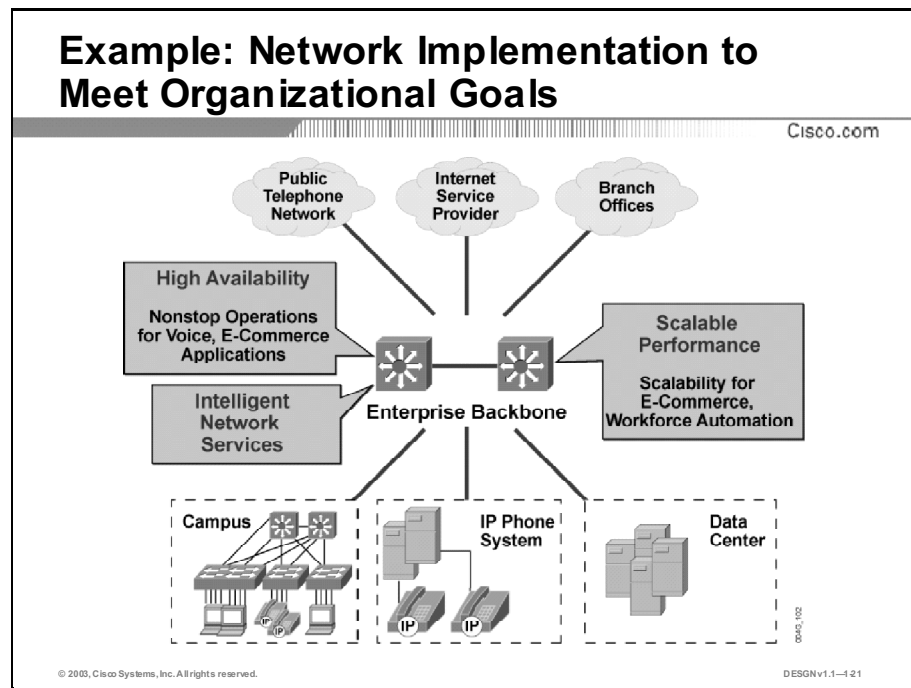 Example: Network Implementation to
Meet Organizational Goals
Cisco.com
Public
Telephone
Network
Internet
Service
Provider
Branch
Offices
High Availability
Nonstop Operations
for Voice, E-Commerce
Applications
Scalable
Performance
Scalability for
E-Commerce,
Workforce Automation
Intelligent
Network
Services
Enterprise Backbone
Campus
IP
IP
IP Phone
System
IP
IP
Data
Center
© 2003, Cisco Systems, Inc. All rights reserved.
DESGN v1.1—1-21